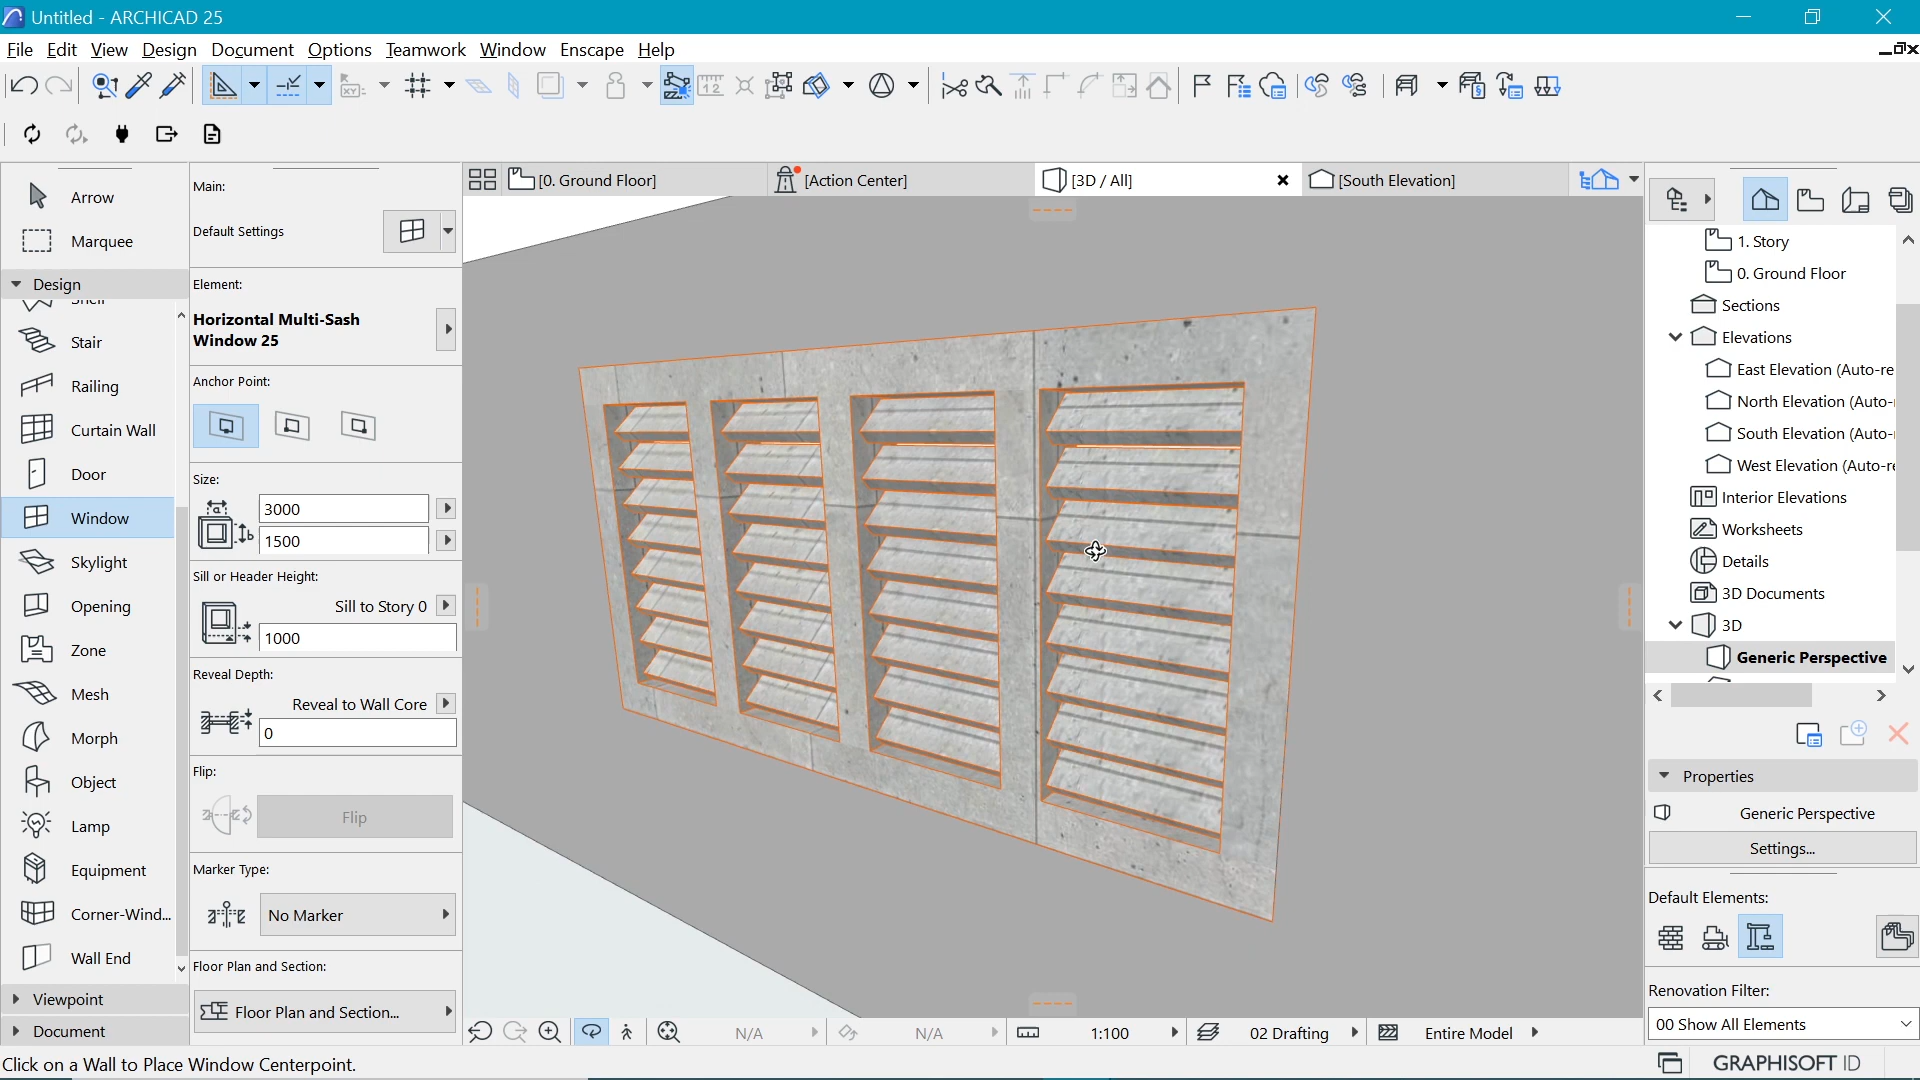 Untitled - ARCHICAD 25
File Edit View Design Document Options Teamwork Window Enscape Help
Arrow
Marquee
Design
Shell
Stair
Railing
Curtain Wall
Door
Window
Skylight
Opening
Zone
Mesh
Morph
Object
Lamp
Equipment
Corner-Wind...
Wall End
Viewpoint
Document
Main:
Default Settings
Element:
Horizontal Multi-Sash
Window 25
Anchor Point:
Size:
3000
1500
Sill or Header Height:
Sill to Story 0
1000
Reveal Depth:
Reveal to Wall Core
0
Flip:
Flip
Marker Type:
No Marker
Floor Plan and Section:
Floor Plan and Section...
[0. Ground Floor]
[Action Center]
[3D / All]
[South Elevation]
N/A
N/A
1:100
02 Drafting
Entire Model
1. Story
0. Ground Floor
Sections
Elevations
East Elevation (Auto-re
North Elevation (Auto-
South Elevation (Auto-
West Elevation (Auto-re
Interior Elevations
Worksheets
Details
3D Documents
3D
Generic Perspective
Properties
Generic Perspective
Settings...
Default Elements:
Renovation Filter:
00 Show All Elements
Click on a Wall to Place Window Centerpoint.
GRAPHISOFT ID